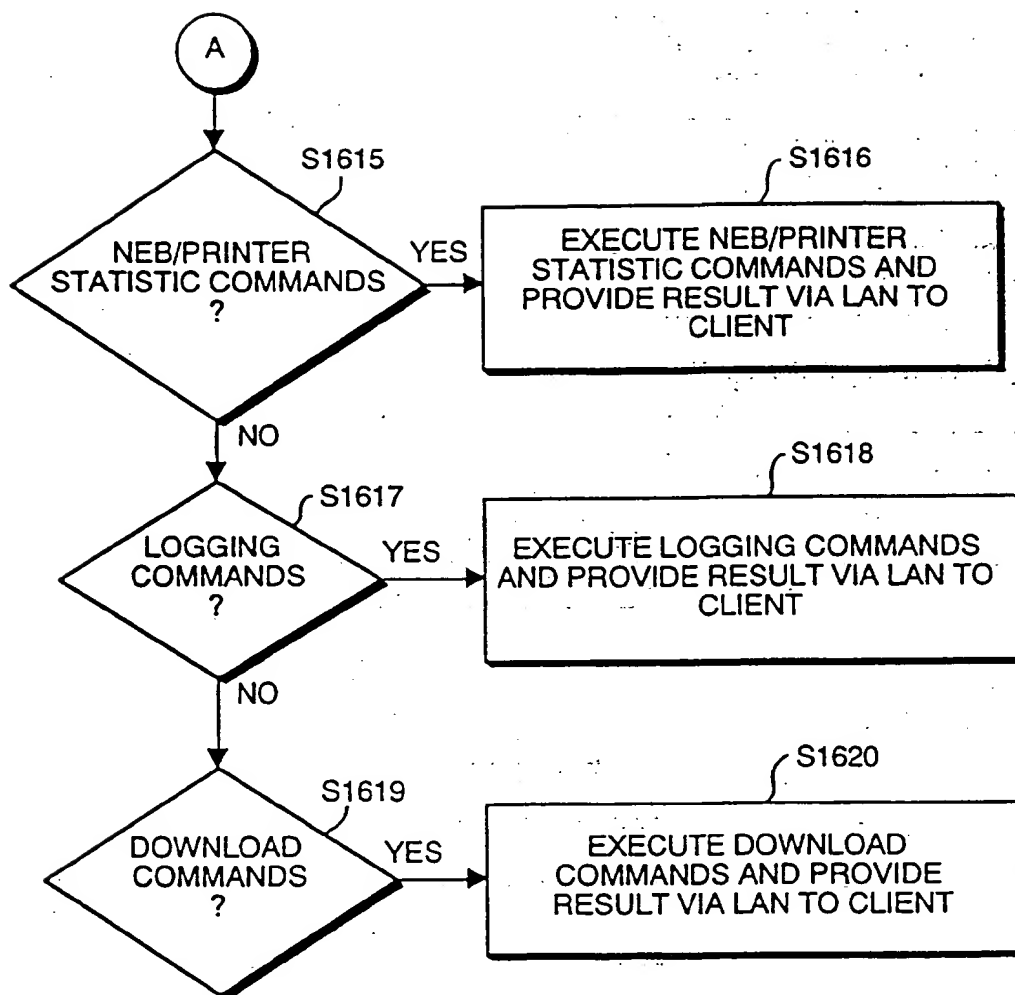 A
S1615
NEB/PRINTER
STATISTIC COMMANDS
?
YES
S1616
EXECUTE NEB/PRINTER
STATISTIC COMMANDS AND
PROVIDE RESULT VIA LAN TO
CLIENT
NO
S1617
LOGGING
COMMANDS
?
YES
S1618
EXECUTE LOGGING COMMANDS
AND PROVIDE RESULT VIA LAN TO
CLIENT
NO
S1619
DOWNLOAD
COMMANDS
?
YES
S1620
EXECUTE DOWNLOAD
COMMANDS AND PROVIDE
RESULT VIA LAN TO CLIENT